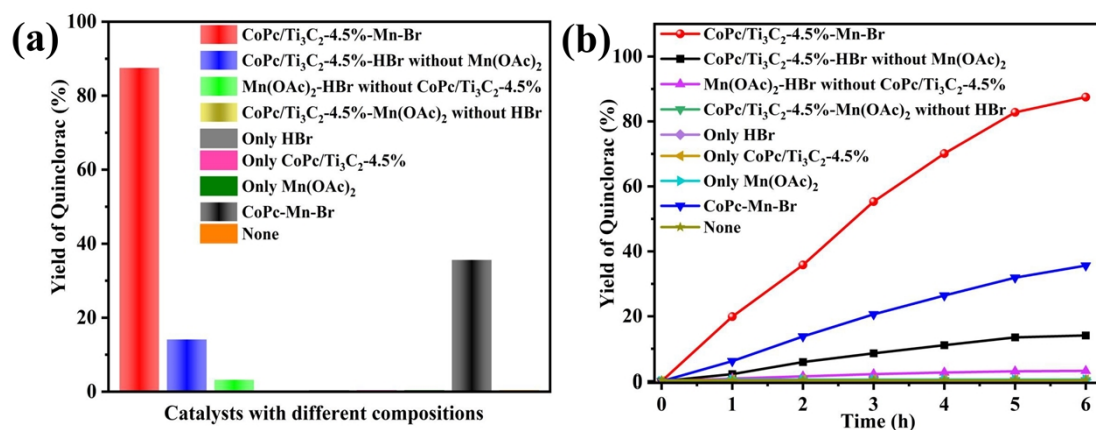 (a)
Yield of Quinclorac (%)
100
80
60
40
20
0
CoPc/Ti₃C₂-4.5%-Mn-Br
CoPc/Ti₃C₂-4.5%-HBr without Mn(OAc)₂
Mn(OAc)₂-HBr without CoPc/Ti₃C₂-4.5%
CoPc/Ti₃C₂-4.5%-Mn(OAc)₂ without HBr
Only HBr
Only CoPc/Ti₃C₂-4.5%
Only Mn(OAc)₂
CoPc-Mn-Br
None
Catalysts with different compositions
(b)
Yield of Quinclorac (%)
100
80
60
40
20
0
CoPc/Ti₃C₂-4.5%-Mn-Br
CoPc/Ti₃C₂-4.5%-HBr without Mn(OAc)₂
Mn(OAc)₂-HBr without CoPc/Ti₃C₂-4.5%
CoPc/Ti₃C₂-4.5%-Mn(OAc)₂ without HBr
Only HBr
Only CoPc/Ti₃C₂-4.5%
Only Mn(OAc)₂
CoPc-Mn-Br
None
0 1 2 3 4 5 6
Time (h)